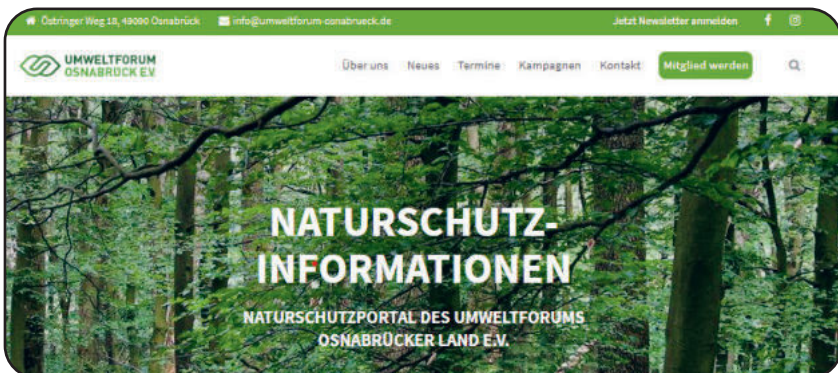 Östringer Weg 18, 49090 Osnabrück info@umweltforum-osnabrueck.de Jetzt Newsletter anmelden
UMWELTFORUM
OSNABRÜCK E.V.
Über uns Neues Termine Kampagnen Kontakt Mitglied werden
NATURSCHUTZ-
INFORMATIONEN
NATURSCHUTZPORTAL DES UMWELTFORUMS
OSNABRÜCKER LAND E.V.